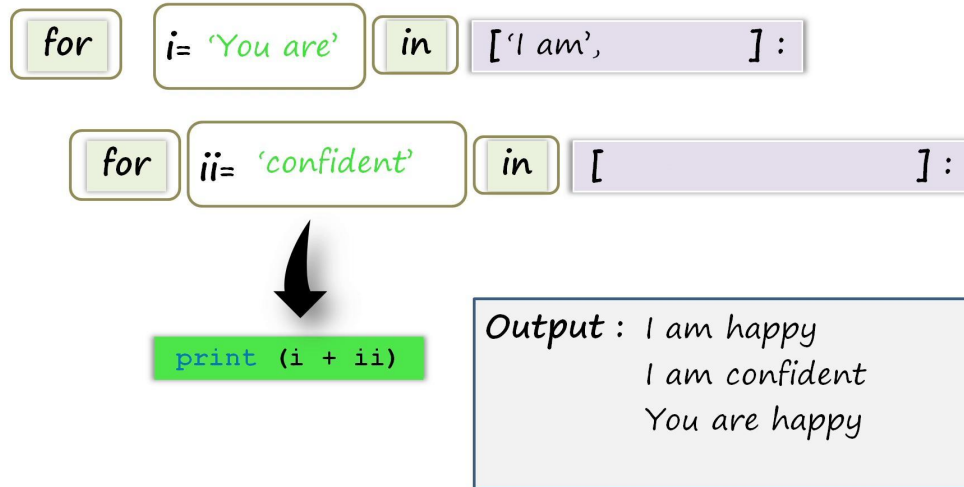 for i= ‘You are’ in [‘I am’, ] :
for ii= ‘confident’ in [ ] :
print (i + ii)
Output : I am happy
I am confident
You are happy